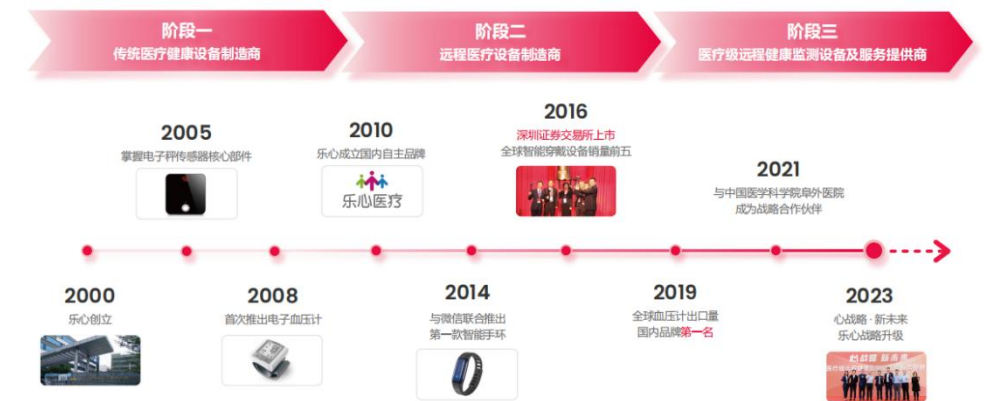 阶段一
传统医疗健康设备制造商
阶段二
远程医疗设备制造商
阶段三
医疗级远程健康监测设备及服务提供商
2005
掌握电子秤传感器核心部件
2010
乐心成立国内自主品牌
乐心医疗
2016
深圳证券交易所上市
全球智能穿戴设备销量前五
2021
与中国医学科学院阜外医院
成为战略合作伙伴
2000
乐心创立
2008
首次推出电子血压计
2014
与微信联合推出
第一款智能手环
2019
全球血压计出口量
国内品牌第一名
2023
心战略·新未来
乐心战略升级
心战略 新未来